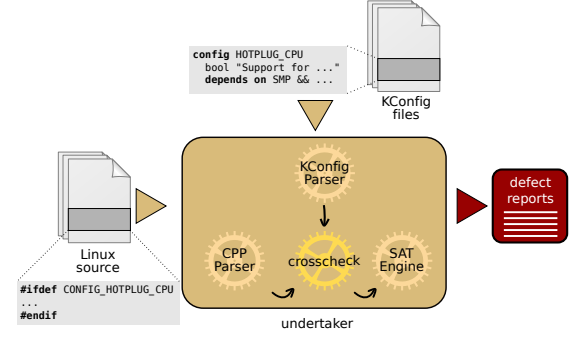 config HOTPLUG_CPU
bool "Support for ..."
depends on SMP && ...
KConfig
files
KConfig
Parser
Linux
source
#ifdef CONFIG_HOTPLUG_CPU
...
#endif
CPP
Parser
crosscheck
SAT
Engine
defect
reports
undertaker